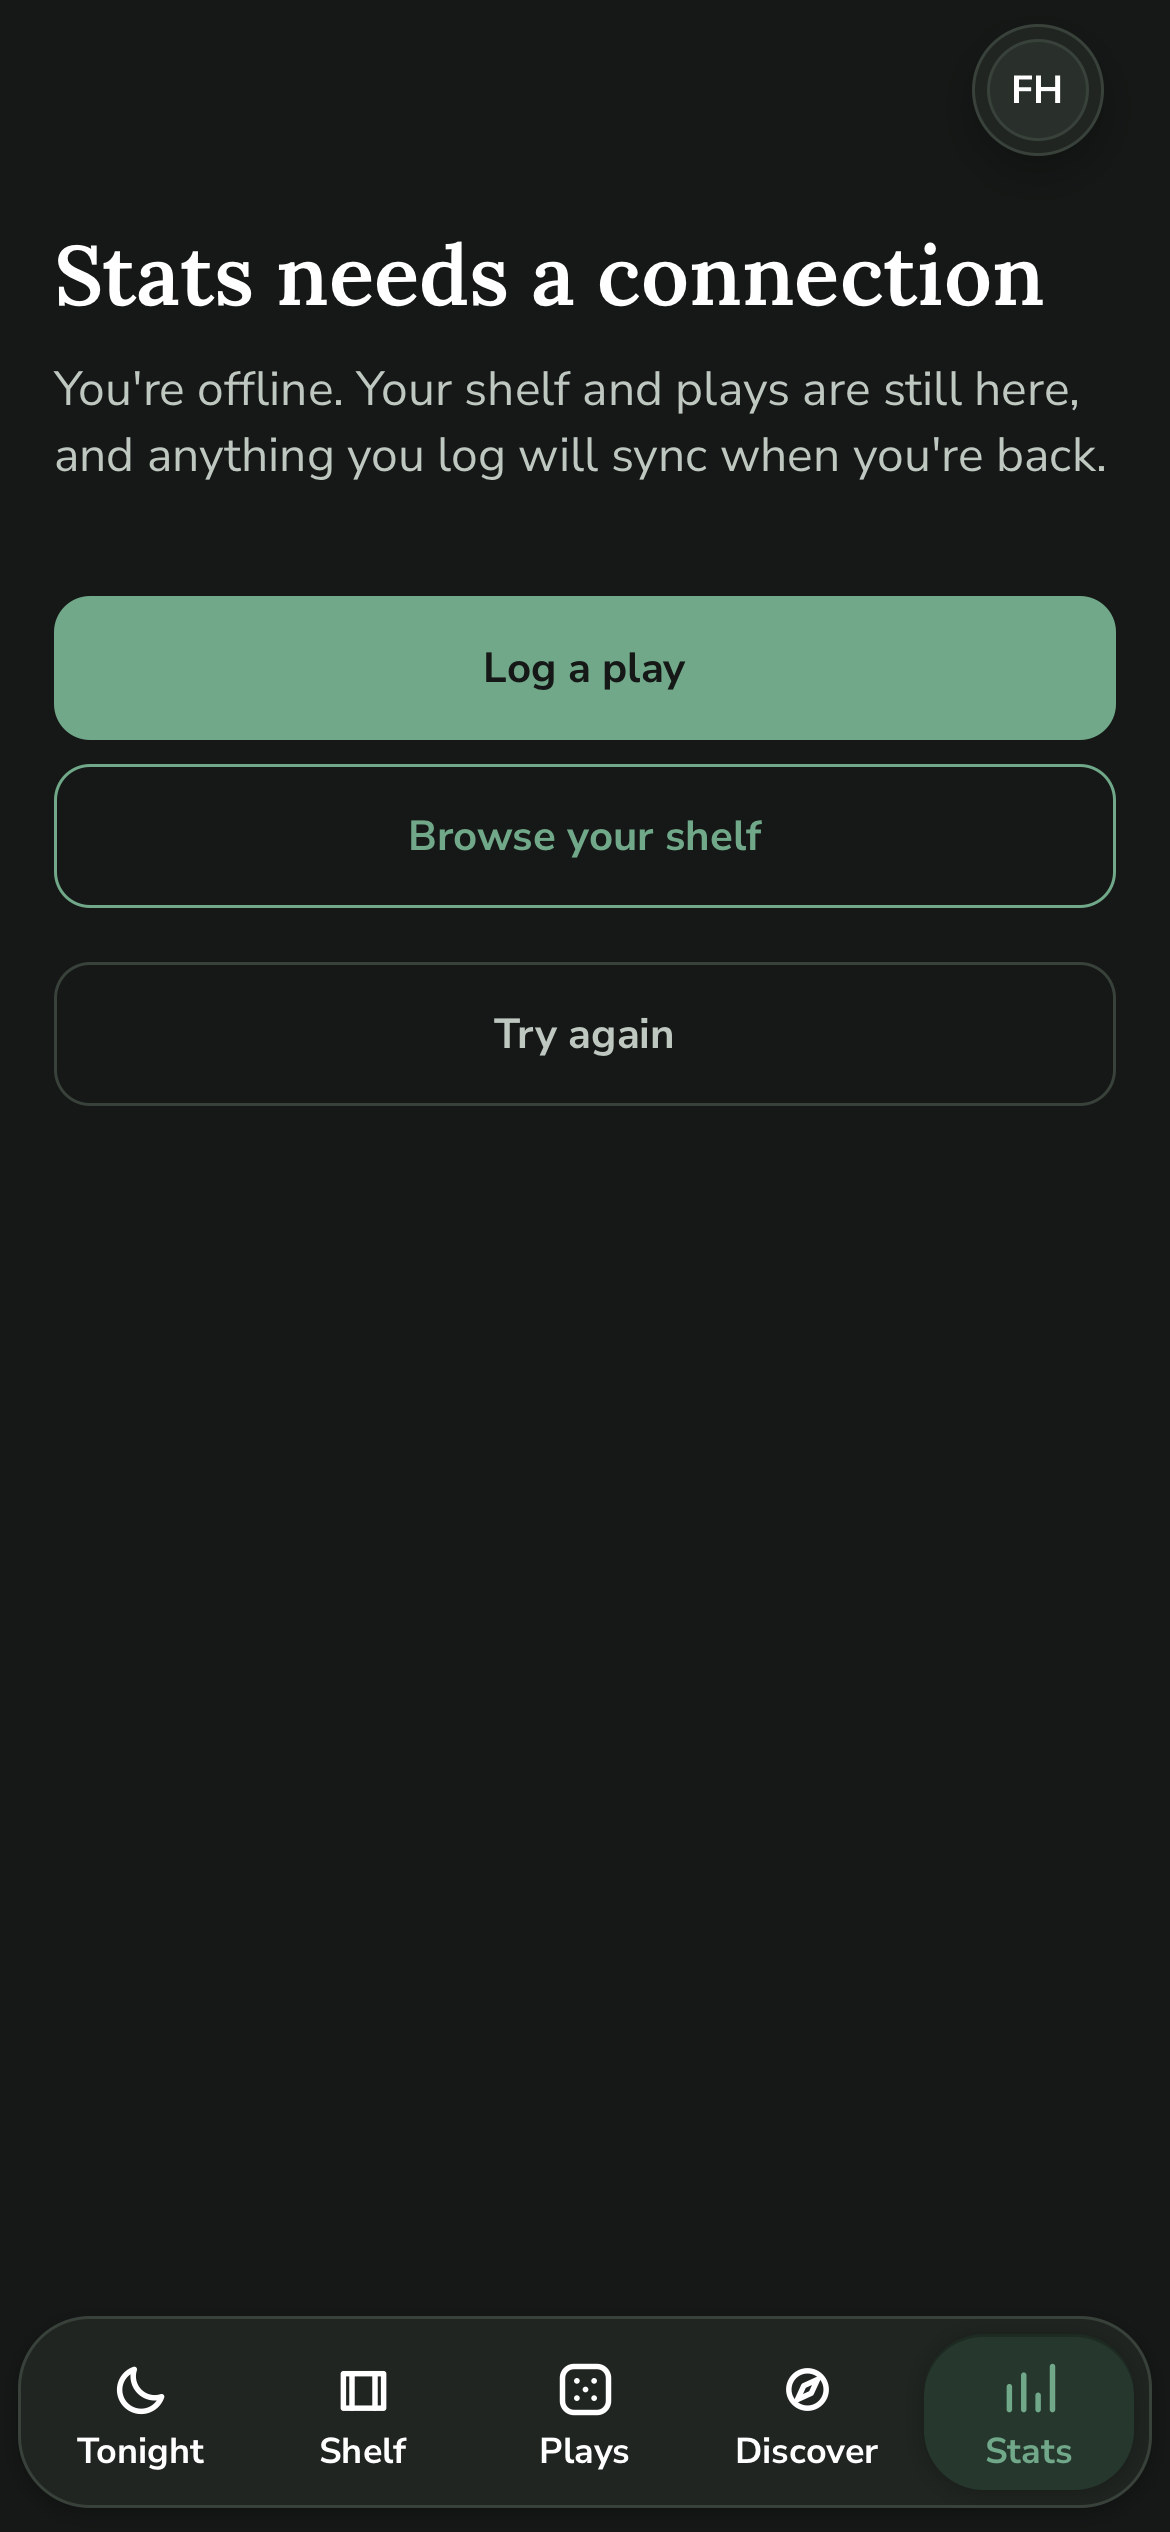 FH
Stats needs a connection
You're offline. Your shelf and plays are still here,
and anything you log will sync when you're back.
Log a play
Browse your shelf
Try again
Tonight
Shelf
Plays
Discover
Stats